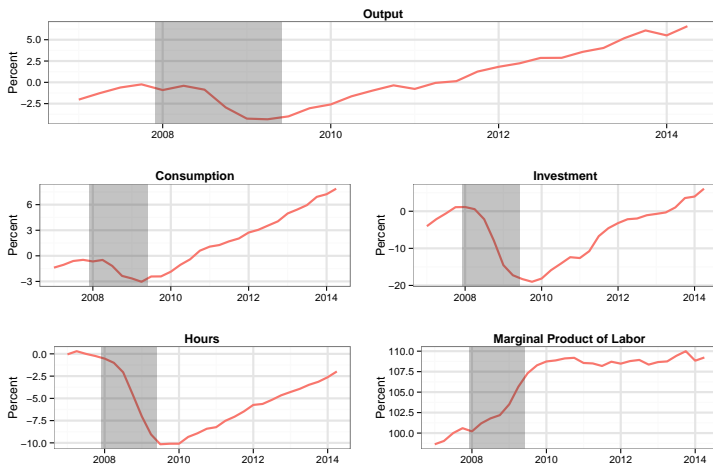 Output
Percent
5.0
2.5
0.0
−2.5
2008 2010 2012 2014
Consumption
Percent
6
3
0
−3
2008 2010 2012 2014
Investment
Percent
0
−10
−20
2008 2010 2012 2014
Hours
Percent
0.0
−2.5
−5.0
−7.5
−10.0
2008 2010 2012 2014
Marginal Product of Labor
Percent
110.0
107.5
105.0
102.5
100.0
2008 2010 2012 2014